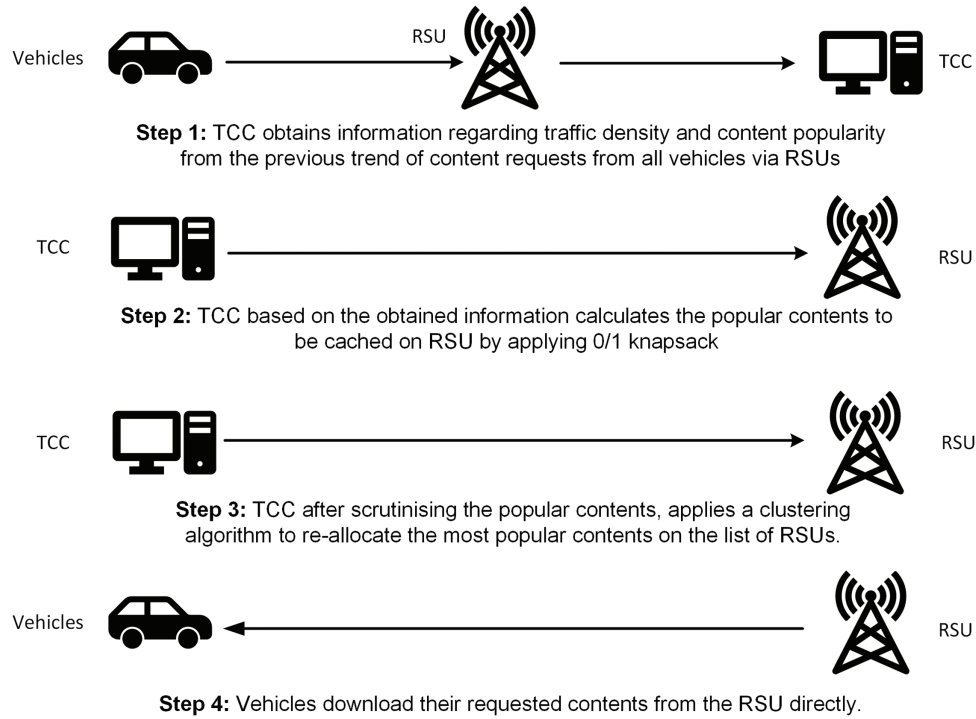 RSU
Vehicles
TCC
Step 1: TCC obtains information regarding traffic density and content popularity
from the previous trend of content requests from all vehicles via RSUs
TCC
RSU
Step 2: TCC based on the obtained information calculates the popular contents to
be cached on RSU by applying 0/1 knapsack
TCC
RSU
Step 3: TCC after scrutinising the popular contents, applies a clustering
algorithm to re-allocate the most popular contents on the list of RSUs.
Vehicles
RSU
Step 4: Vehicles download their requested contents from the RSU directly.